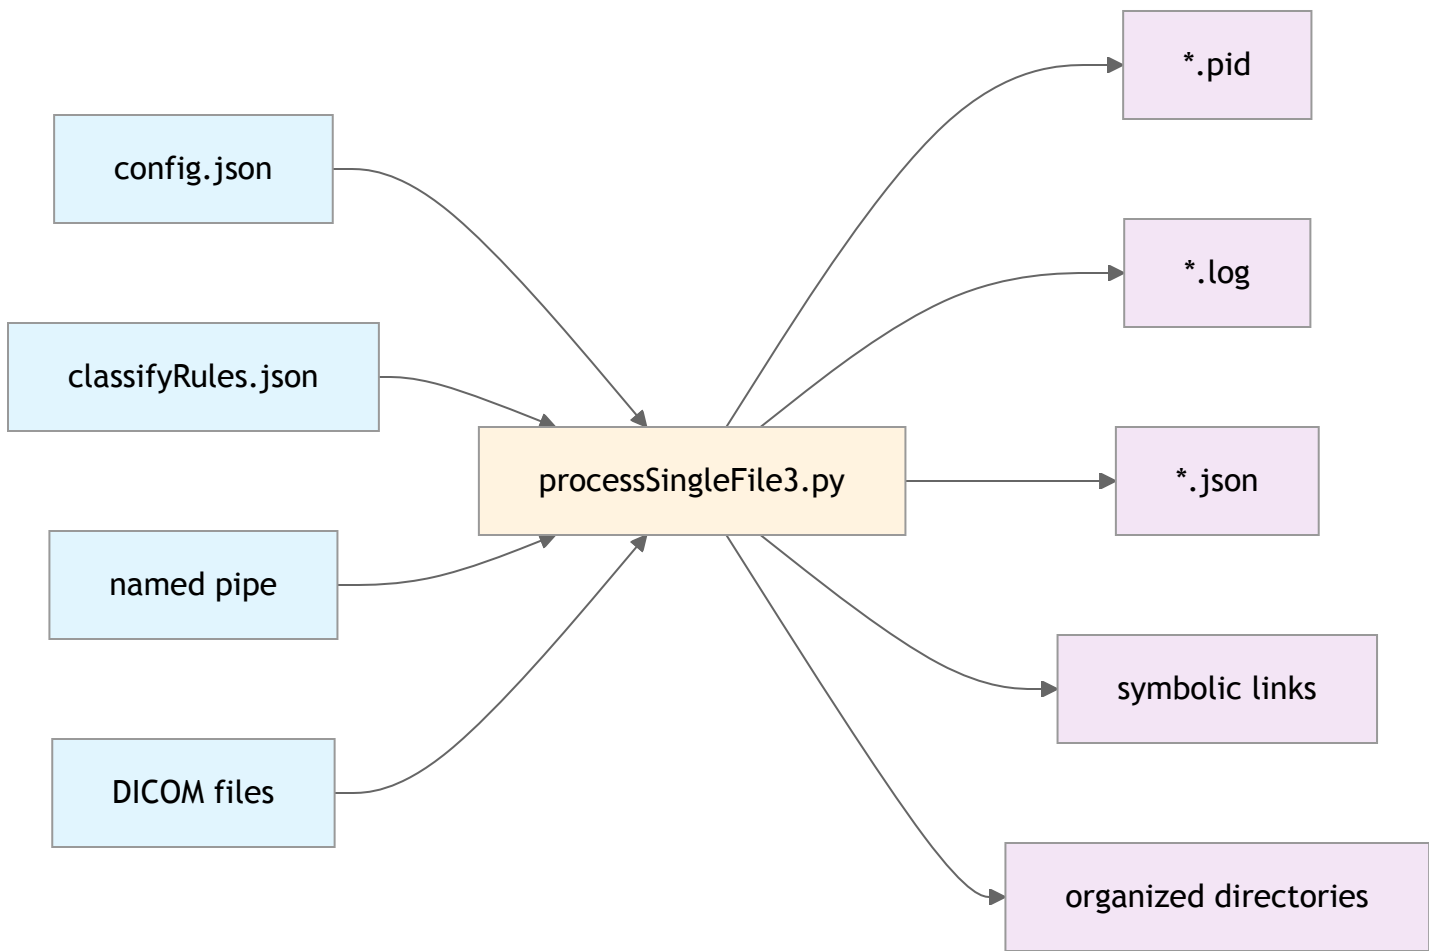 config.json
classifyRules.json
named pipe
DICOM files
processSingleFile3.py
*.pid
*.log
*.json
symbolic links
organized directories